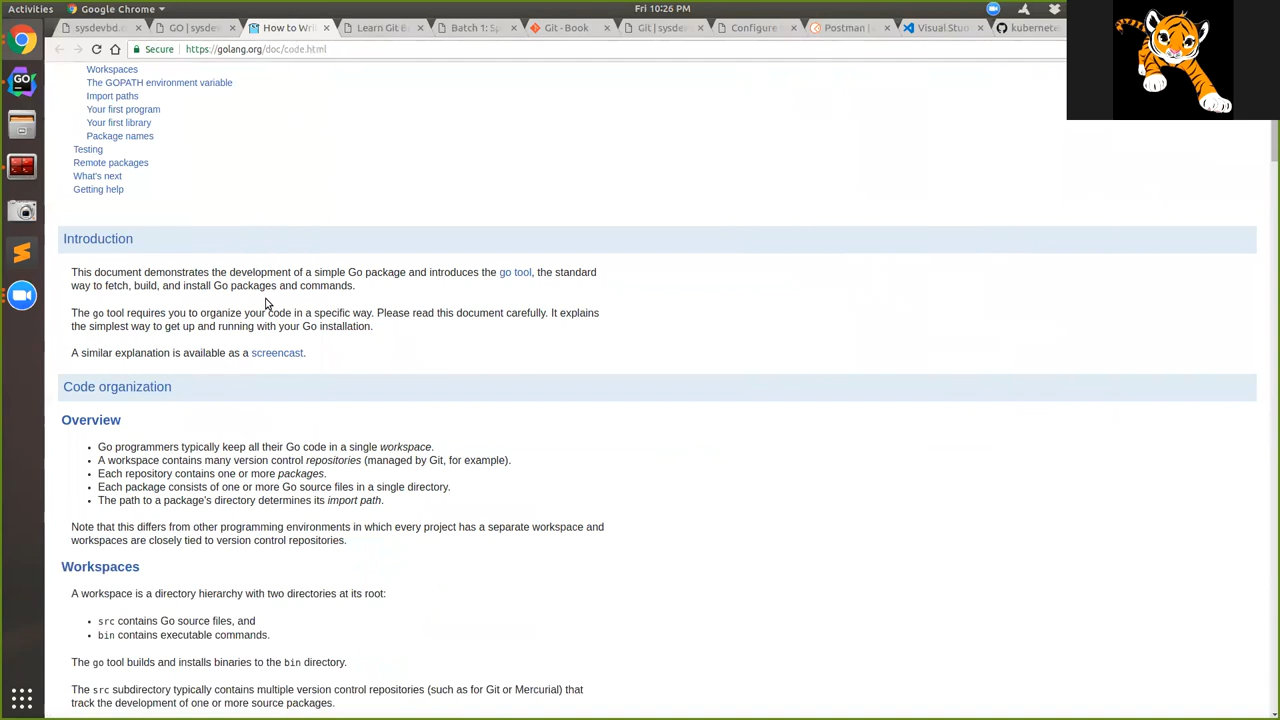 Activities
Google Chrome
Fri 10:26 PM
sysdevbd.c
GO | sysde
How to Wri
Learn Git B
Batch 1: Sp
Git - Book
Git | sysde
Configure
Postman |
Visual Stu
kubernete
Secure
https://golang.org/doc/code.html
Workspaces
The GOPATH environment variable
Import paths
Your first program
Your first library
Package names
Testing
Remote packages
What's next
Getting help
Introduction
This document demonstrates the development of a simple Go package and introduces the go tool, the standard
way to fetch, build, and install Go packages and commands.
The go tool requires you to organize your code in a specific way. Please read this document carefully. It explains
the simplest way to get up and running with your Go installation.
A similar explanation is available as a screencast.
Code organization
Overview
• Go programmers typically keep all their Go code in a single workspace.
• A workspace contains many version control repositories (managed by Git, for example).
• Each repository contains one or more packages.
• Each package consists of one or more Go source files in a single directory.
• The path to a package's directory determines its import path.
Note that this differs from other programming environments in which every project has a separate workspace and
workspaces are closely tied to version control repositories.
Workspaces
A workspace is a directory hierarchy with two directories at its root:
• src contains Go source files, and
• bin contains executable commands.
The go tool builds and installs binaries to the bin directory.
The src subdirectory typically contains multiple version control repositories (such as for Git or Mercurial) that
track the development of one or more source packages.